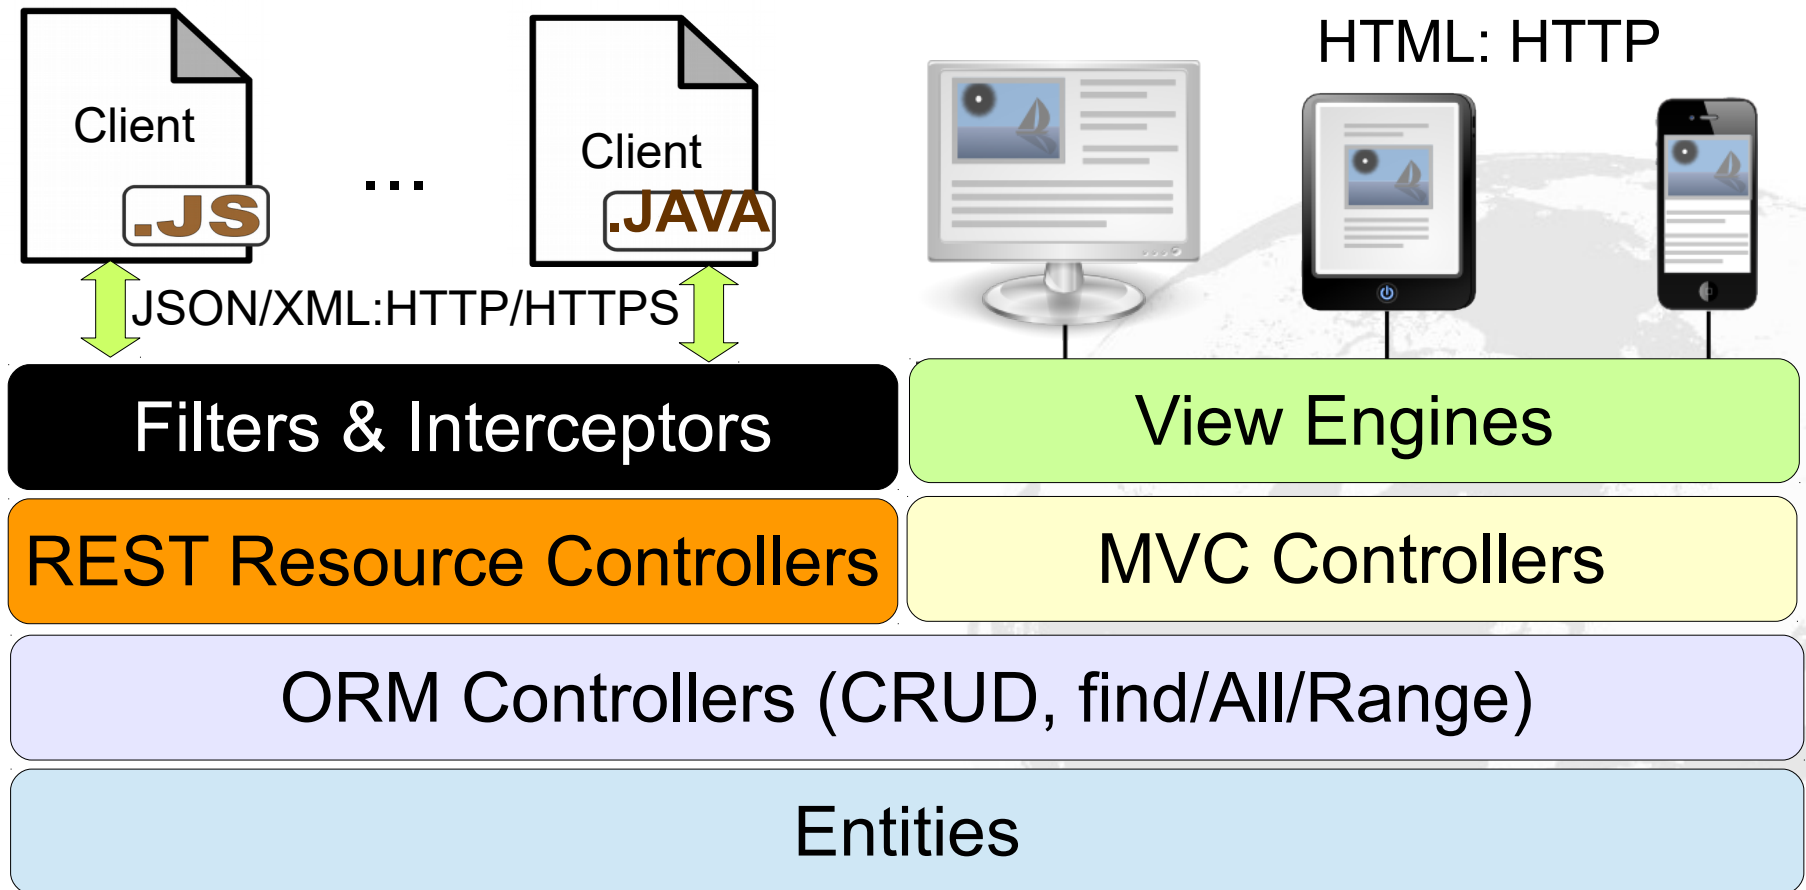 HTML: HTTP
Client
.JS
...
Client
.JAVA
JSON/XML:HTTP/HTTPS
Filters & Interceptors
View Engines
REST Resource Controllers
MVC Controllers
ORM Controllers (CRUD, find/All/Range)
Entities